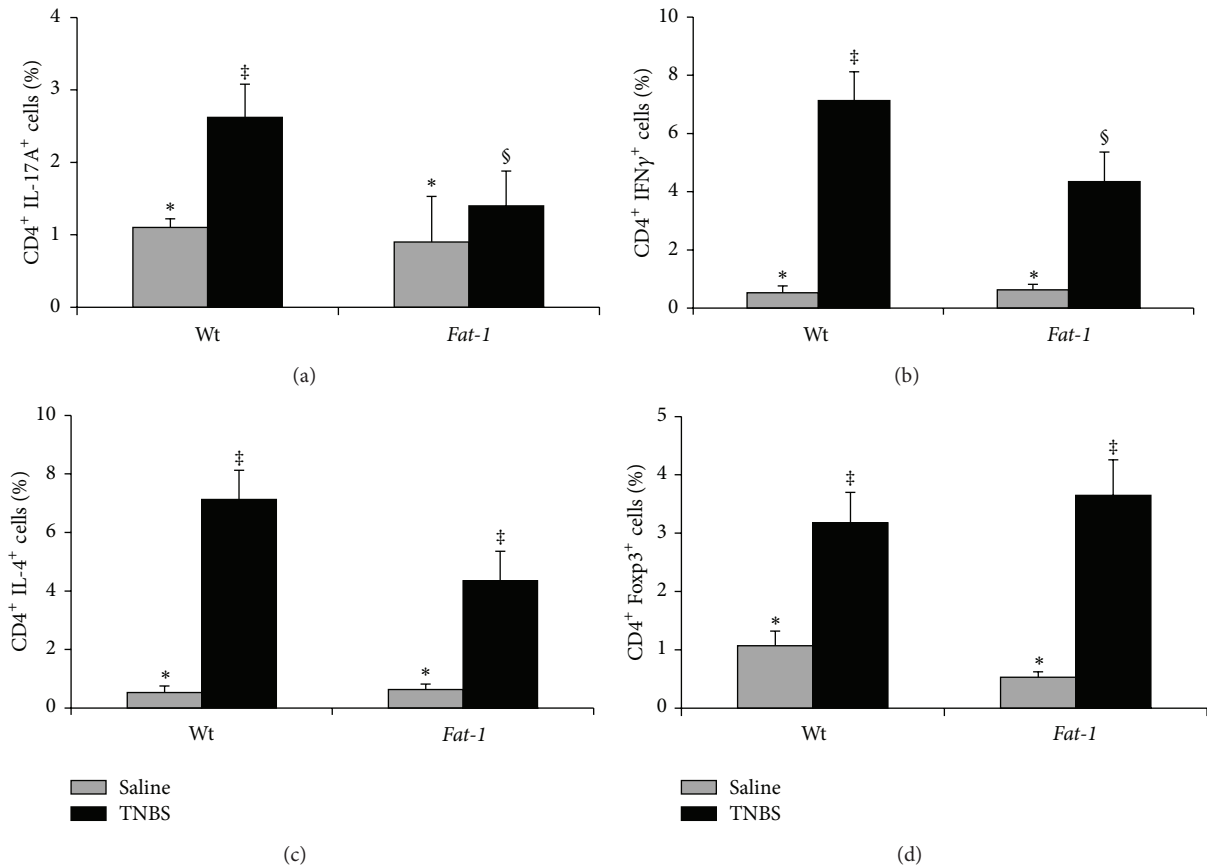 4
3
2
1
0
CD4⁺ IL-17A⁺ cells (%)
*
‡
*
§
Wt
Fat-1
(a)
10
8
6
4
2
0
CD4⁺ IFNγ⁺ cells (%)
*
‡
*
§
Wt
Fat-1
(b)
10
8
6
4
2
0
CD4⁺ IL-4⁺ cells (%)
*
‡
*
‡
Wt
Fat-1
Saline
TNBS
(c)
5
4
3
2
1
0
CD4⁺ Foxp3⁺ cells (%)
*
‡
*
‡
Wt
Fat-1
Saline
TNBS
(d)